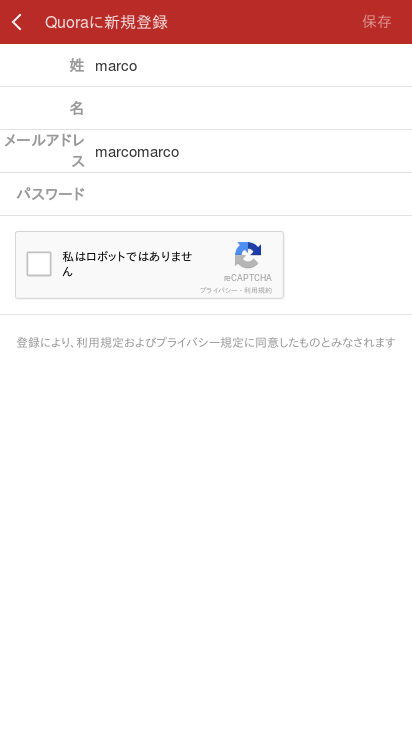 Quoraに新規登録
保存
姓 marco
名
メールアドレ
ス
marcomarco
パスワード
私はロボットではありませ
ん
reCAPTCHA
プライバシー - 利用規約
登録により、利用規定およびプライバシー規定に同意したものとみなされます